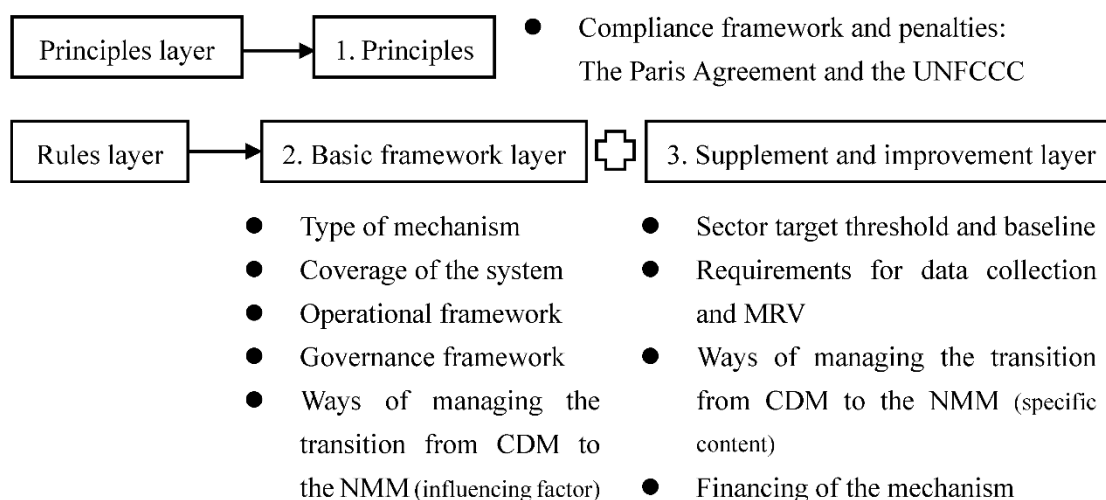 Principles layer
1. Principles
● Compliance framework and penalties:
The Paris Agreement and the UNFCCC
Rules layer
2. Basic framework layer
3. Supplement and improvement layer
● Type of mechanism
● Coverage of the system
● Operational framework
● Governance framework
● Ways of managing the
transition from CDM to
the NMM (influencing factor)
● Sector target threshold and baseline
● Requirements for data collection
and MRV
● Ways of managing the transition
from CDM to the NMM (specific
content)
● Financing of the mechanism